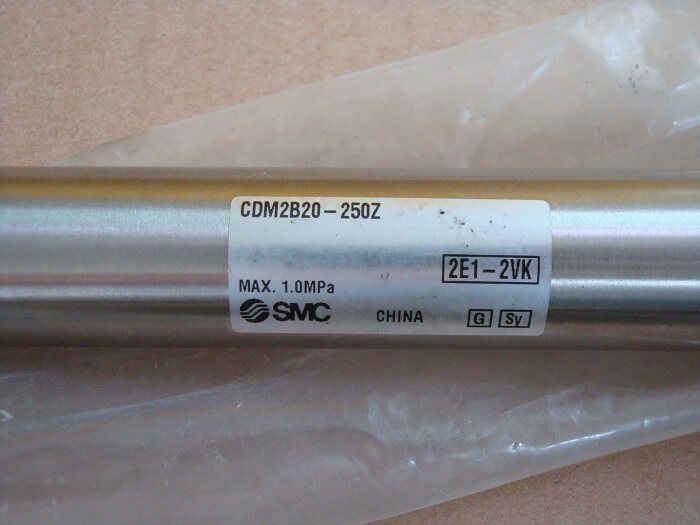 CDM2B20-250Z
2E1-2VK
MAX. 1.0MPa
SMC CHINA G Sy